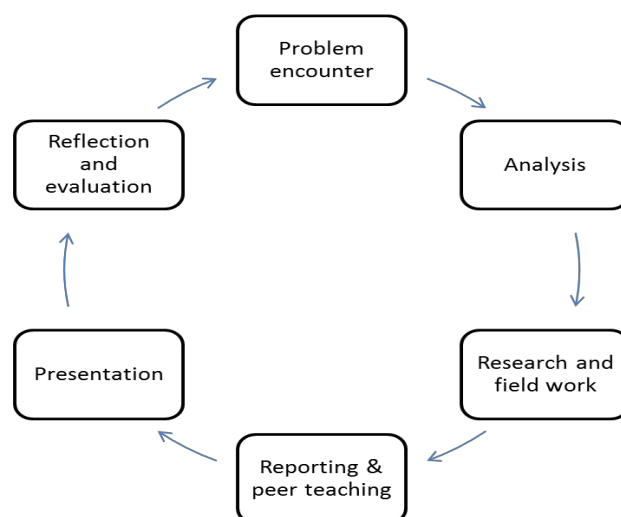 Problem
encounter
Analysis
Research and
field work
Reporting &
peer teaching
Presentation
Reflection
and
evaluation